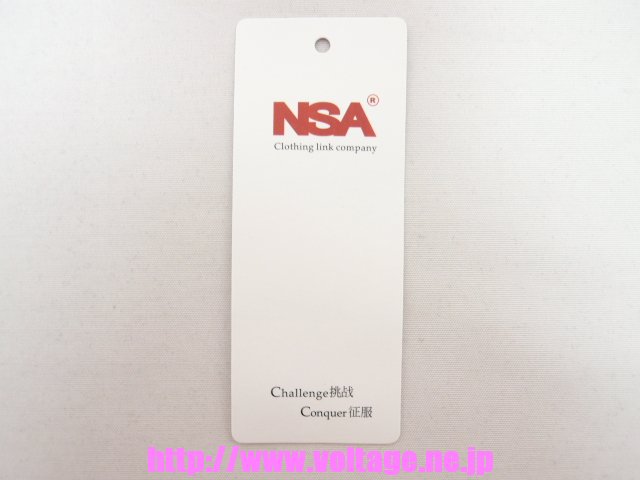 NSA®
Clothing link company
Challenge挑战
Conquer征服
http://www.voltage.ne.jp